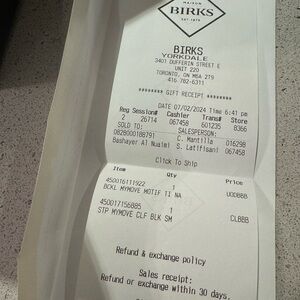 MAISON
BIRKS
EST. 1879
BIRKS
YORKDALE
3401 DUFFERIN STREET E
UNIT 220
TORONTO, ON M6A 2T9
416 782-6311
******** GIFT RECEIPT ********
DATE 07/02/2024 Time 6:41 pm
Reg Session# Cashier Trans# Store
2 26714 067458 601235 8366
SOLD TO: SALESPERSON:
0828000188791 C. Mantilla 016298
Bashayer Al Nuaimi S. Latifisani 067458
Click To Ship
Item Qty Price
450016111922 1
BCKL MYMOVE MOTIF II NA UODBBB
450017156885 1
STP MYMOVE CLF BLK SM CLBBB
Refund & exchange policy
Sales receipt:
Refund or exchange within 30 days,